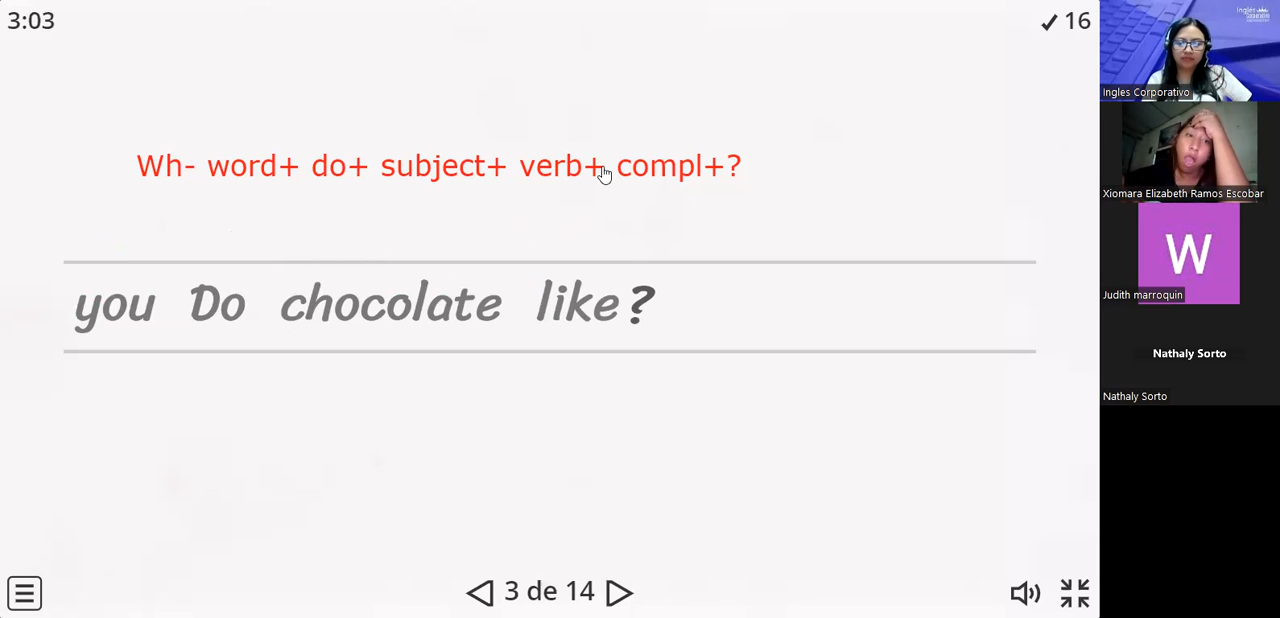 3:03
16
Wh- word+ do+ subject+ verb+ compl+?
you Do chocolate like?
3 de 14
Ingles Corporativo
Xiomara Elizabeth Ramos Escobar
W
Judith marroquin
Nathaly Sorto
Nathaly Sorto